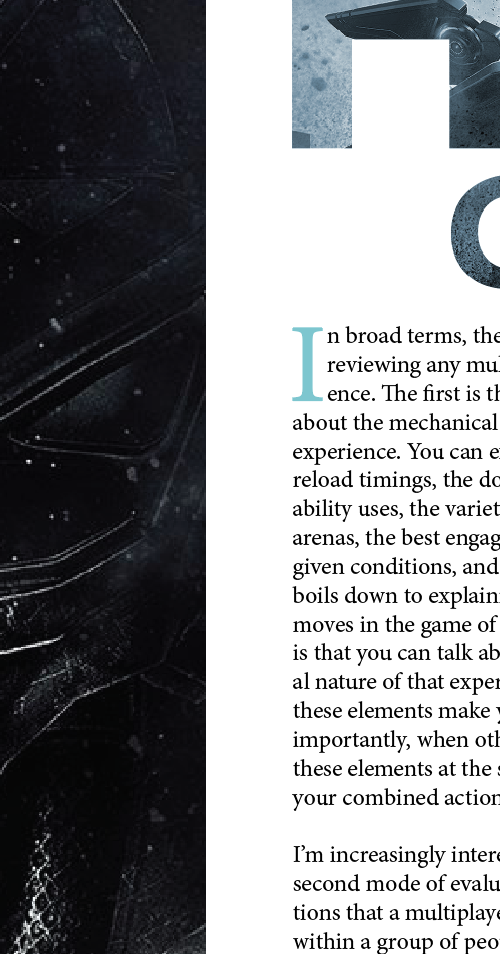 In broad terms, the
reviewing any mul
ence. The first is th
about the mechanical
experience. You can e
reload timings, the do
ability uses, the variet
arenas, the best engag
given conditions, and
boils down to explaini
moves in the game of
is that you can talk ab
al nature of that exper
these elements make y
importantly, when oth
these elements at the s
your combined action
I'm increasingly intere
second mode of evalu
tions that a multiplaye
within a group of peo